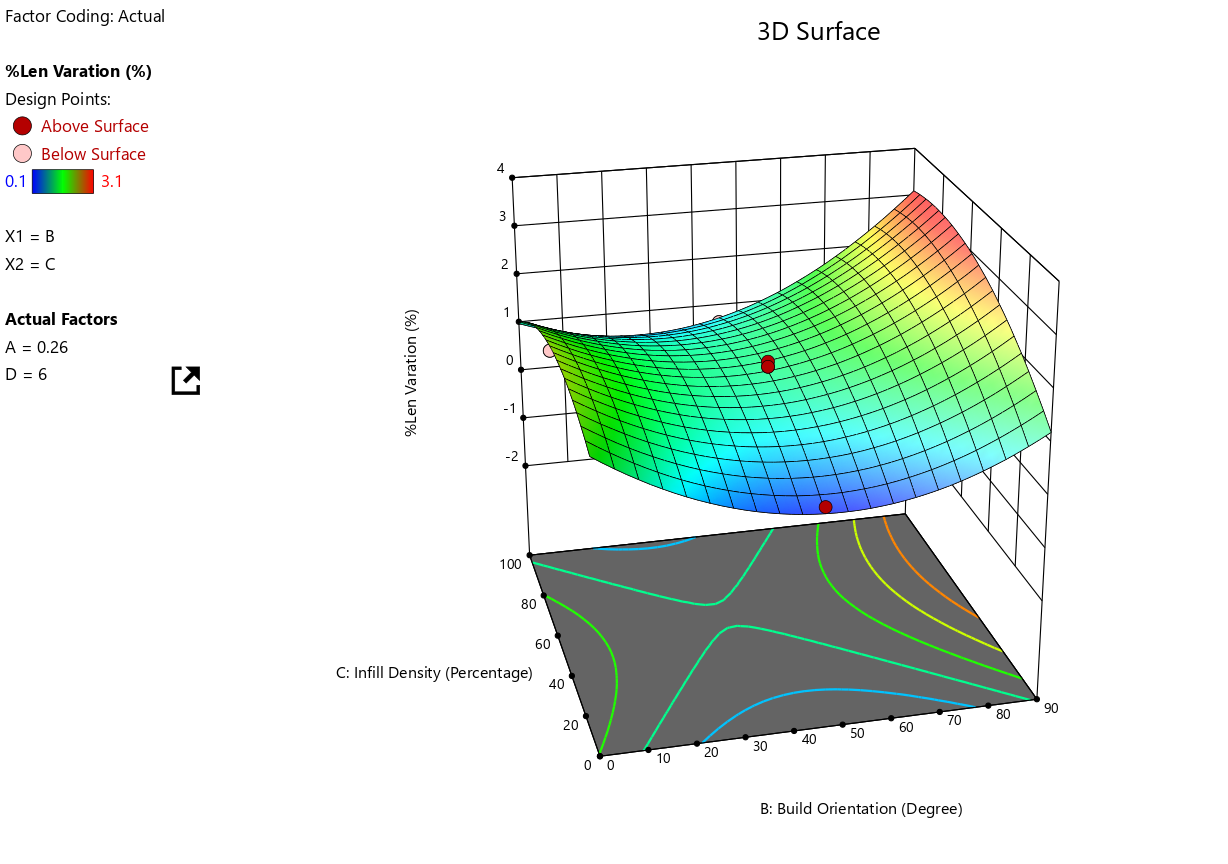 Factor Coding: Actual
3D Surface
%Len Varation (%)
Design Points:
Above Surface
Below Surface
0.1 3.1
X1 = B
X2 = C
Actual Factors
A = 0.26
D = 6
4
3
2
1
0
-1
-2
%Len Varation (%)
100
80
60
40
20
0
C: Infill Density (Percentage)
0 10 20 30 40 50 60 70 80 90
B: Build Orientation (Degree)